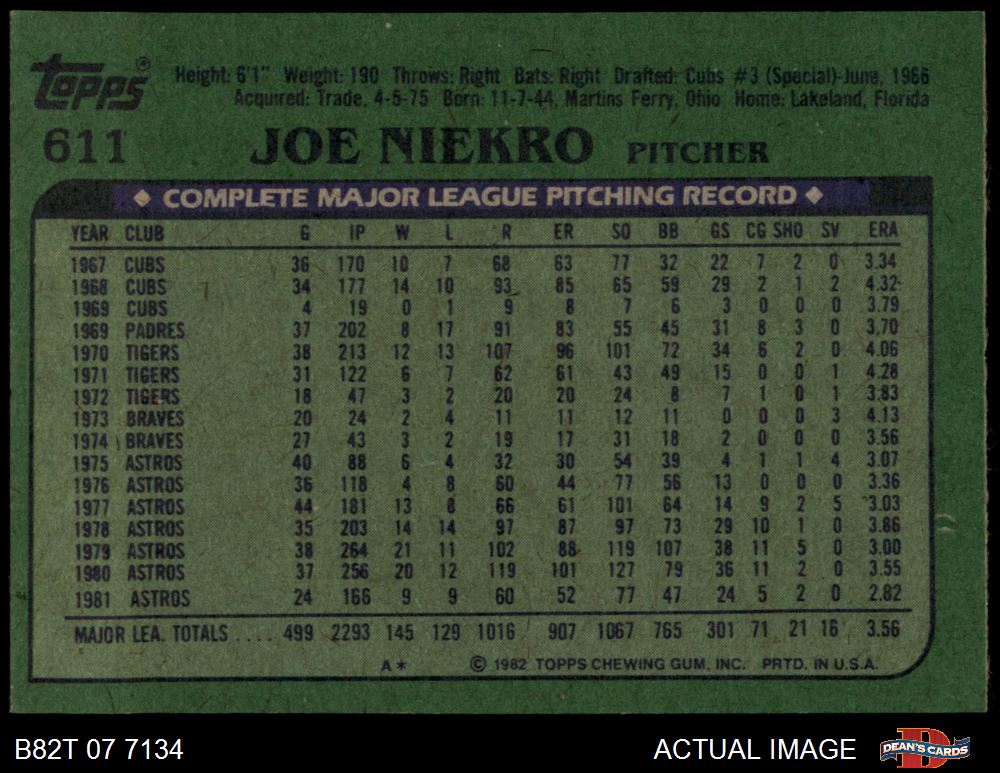 Topps® Height: 6'1" Weight: 190 Throws: Right Bats: Right Drafted: Cubs #3 (Special)-June, 1966
Acquired: Trade, 4-5-75 Born: 11-7-44, Martins Ferry, Ohio Home: Lakeland, Florida
611 JOE NIEKRO PITCHER
◆ COMPLETE MAJOR LEAGUE PITCHING RECORD ◆
YEAR CLUB G IP W L R ER SO BB GS CG SHO SV ERA
1967 CUBS 36 170 10 7 68 63 77 32 22 7 2 0 3.34
1968 CUBS 34 177 14 10 93 85 65 59 29 2 1 2 4.32
1969 CUBS 4 19 0 1 9 8 7 6 3 0 0 0 3.79
1969 PADRES 37 202 8 17 91 83 55 45 31 8 3 0 3.70
1970 TIGERS 38 213 12 13 107 96 101 72 34 6 2 0 4.06
1971 TIGERS 31 122 6 7 62 61 43 49 15 0 0 1 4.28
1972 TIGERS 18 47 3 2 20 20 24 8 7 1 0 1 3.83
1973 BRAVES 20 24 2 4 11 11 12 11 0 0 0 3 4.13
1974 BRAVES 27 43 3 2 19 17 31 18 2 0 0 0 3.56
1975 ASTROS 40 88 6 4 32 30 54 39 4 1 1 4 3.07
1976 ASTROS 36 118 4 8 60 44 77 56 13 0 0 0 3.36
1977 ASTROS 44 181 13 8 66 61 101 64 14 9 2 5 3.03
1978 ASTROS 35 203 14 14 97 87 97 73 29 10 1 0 3.86
1979 ASTROS 38 264 21 11 102 88 119 107 38 11 5 0 3.00
1980 ASTROS 37 256 20 12 119 101 127 79 36 11 2 0 3.55
1981 ASTROS 24 166 9 9 60 52 77 47 24 5 2 0 2.82
MAJOR LEA. TOTALS .... 499 2293 145 129 1016 907 1067 765 301 71 21 16 3.56
A* © 1982 TOPPS CHEWING GUM, INC. PRTD. IN U.S.A.
B82T 07 7134 ACTUAL IMAGE DEAN'S CARDS